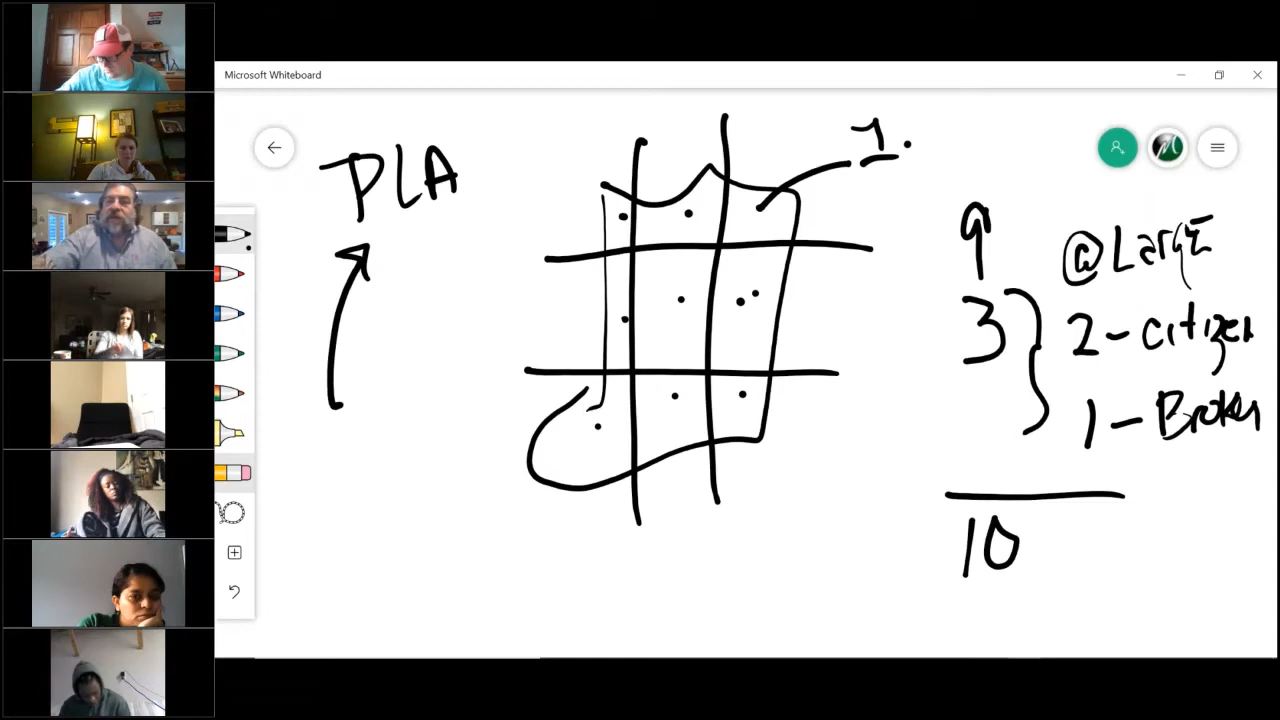 Microsoft Whiteboard
PLA
1.
9
@LargE
3
2 - citizen
1 - Broker
10